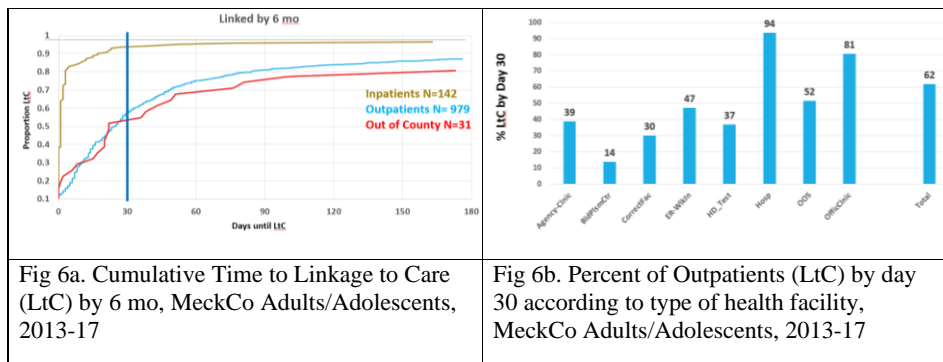 Linked by 6 mo
1
0.9
0.8
0.7
0.6
0.5
0.4
0.3
0.2
0.1
Proportion LtC
Inpatients N=142
Outpatients N= 979
Out of County N=31
0
30
60
90
120
150
180
Days until LtC
% LtC by Day 30
100
90
80
70
60
50
40
30
20
10
0
39
14
30
47
37
94
52
81
62
Agency-Clnic
BldPlsmCtr
CorrectFac
ER-WlkIn
HD_Test
Hosp
OOS
OfficClinic
Total
Fig 6a. Cumulative Time to Linkage to Care
(LtC) by 6 mo, MeckCo Adults/Adolescents,
2013-17
Fig 6b. Percent of Outpatients (LtC) by day
30 according to type of health facility,
MeckCo Adults/Adolescents, 2013-17